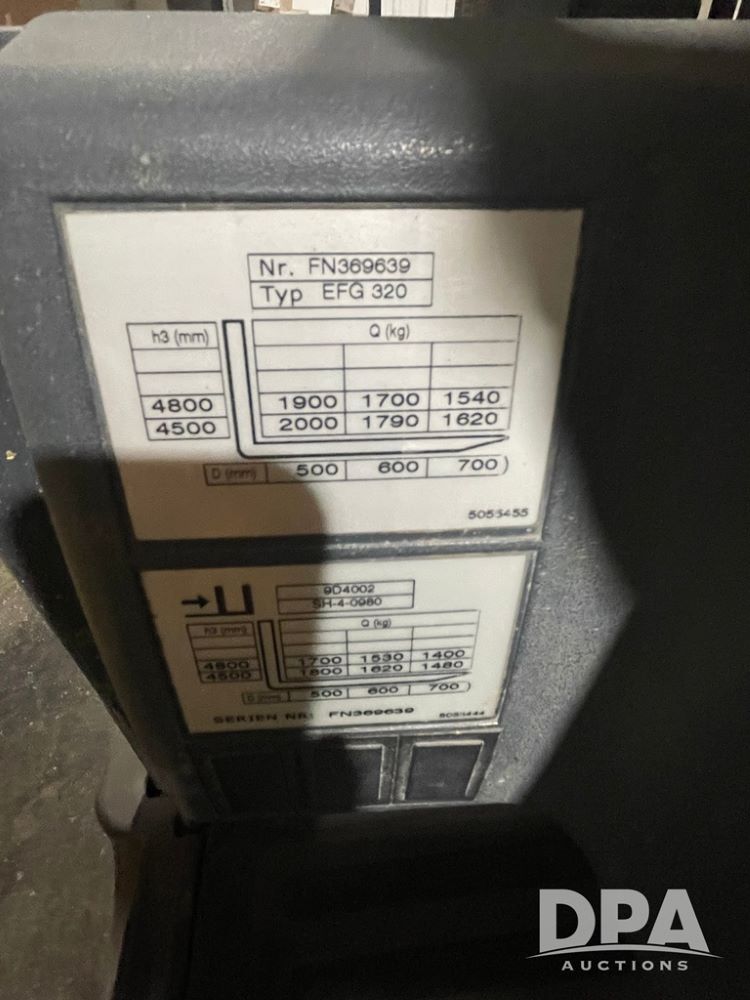 Nr. FN369639
Typ EFG 320
h3 (mm) Q (kg)
4800 1900 1700 1540
4500 2000 1790 1620
D (mm) 500 600 700)
5055455
9D4002
SH-4-0980
h3 (mm) Q (kg)
4800 1700 1530 1400
4500 1800 1620 1480
D (mm) 500 600 700)
SERIEN NR: FN369639
DPA
AUCTIONS